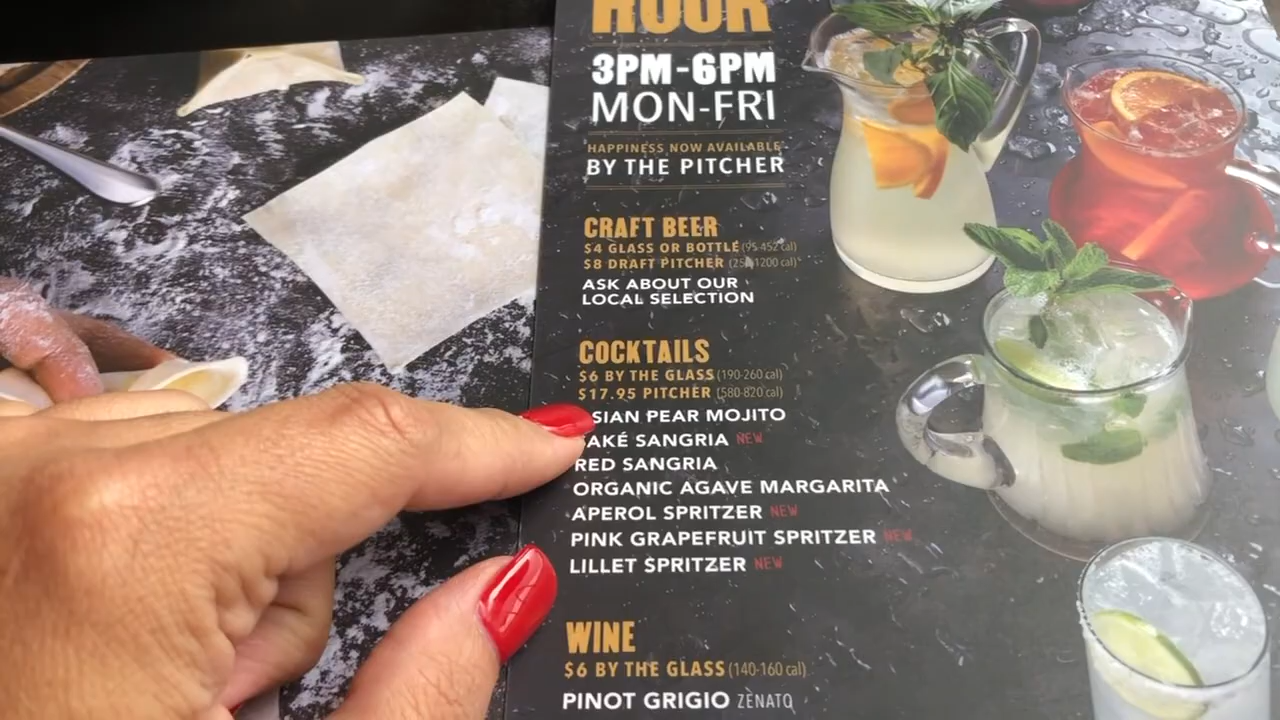 HOUR
3PM-6PM
MON-FRI
HAPPINESS NOW AVAILABLE
BY THE PITCHER
CRAFT BEER
$4 GLASS OR BOTTLE (95-452 cal)
$8 DRAFT PITCHER 1200 cal)
ASK ABOUT OUR
LOCAL SELECTION
COCKTAILS
$6 BY THE GLASS (190-260 cal)
$17.95 PITCHER (580-820 cal)
SIAN PEAR MOJITO
SAKÉ SANGRIA NEW
RED SANGRIA
ORGANIC AGAVE MARGARITA
APEROL SPRITZER NEW
PINK GRAPEFRUIT SPRITZER NEW
LILLET SPRITZER NEW
WINE
$6 BY THE GLASS (140-160 cal)
PINOT GRIGIO ZENATO